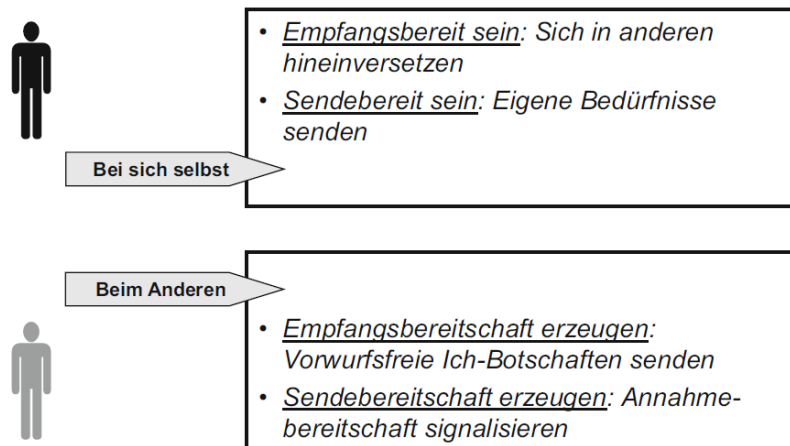 • Empfangsbereit sein: Sich in anderen
hineinversetzen
• Sendebereit sein: Eigene Bedürfnisse
senden
Bei sich selbst
Beim Anderen
• Empfangsbereitschaft erzeugen:
Vorwurfsfreie Ich-Botschaften senden
• Sendebereitschaft erzeugen: Annahme-
bereitschaft signalisieren